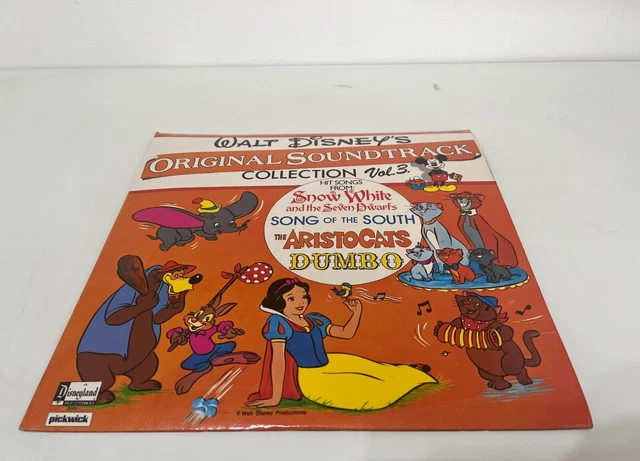 WALT DISNEY'S
ORIGINAL SOUNDTRACK
COLLECTION Vol. 3.
HIT SONGS
FROM
Snow White
and the Seven Dwarfs
SONG OF THE SOUTH
THE ARISTOCATS
DUMBO
Disneyland
pickwick
© Walt Disney Productions